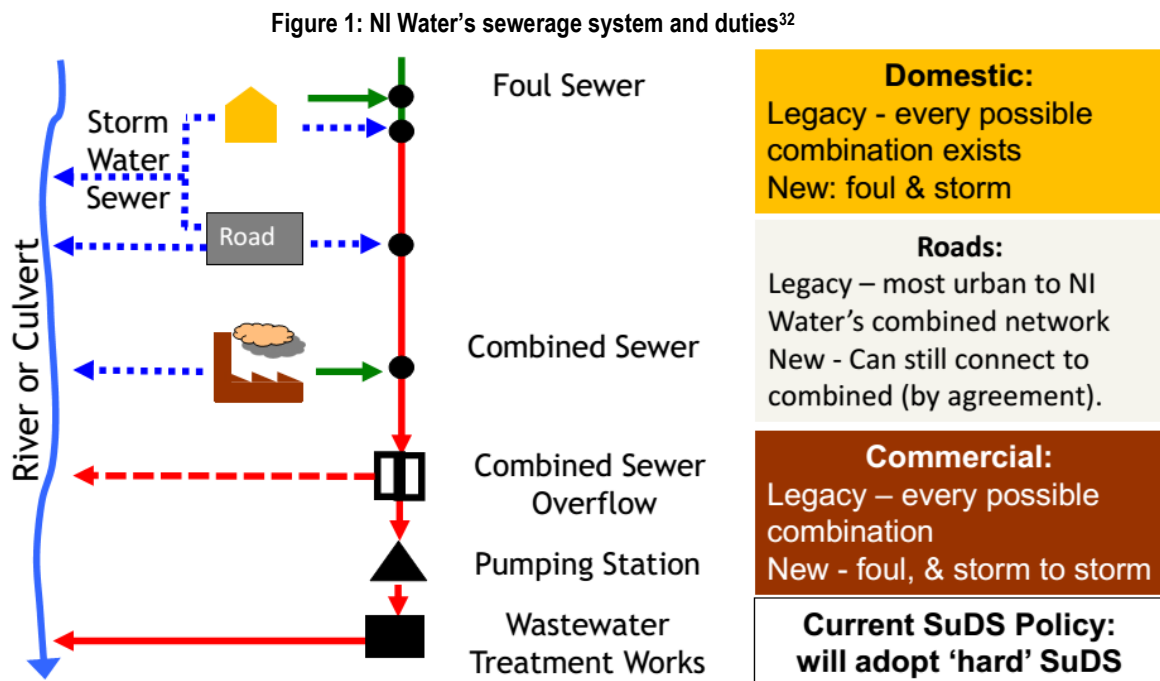 Figure 1: NI Water's sewerage system and duties³²
Foul Sewer
Storm
Water
Sewer
Road
River or Culvert
Combined Sewer
Combined Sewer
Overflow
Pumping Station
Wastewater
Treatment Works
Domestic:
Legacy - every possible
combination exists
New: foul & storm
Roads:
Legacy – most urban to NI
Water's combined network
New - Can still connect to
combined (by agreement).
Commercial:
Legacy – every possible
combination
New - foul, & storm to storm
Current SuDS Policy:
will adopt 'hard' SuDS